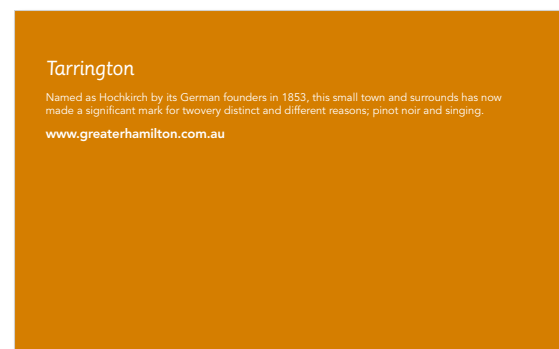 Tarrington
Named as Hochkirch by its German founders in 1853, this small town and surrounds has now
made a significant mark for twovery distinct and different reasons; pinot noir and singing.
www.greaterhamilton.com.au